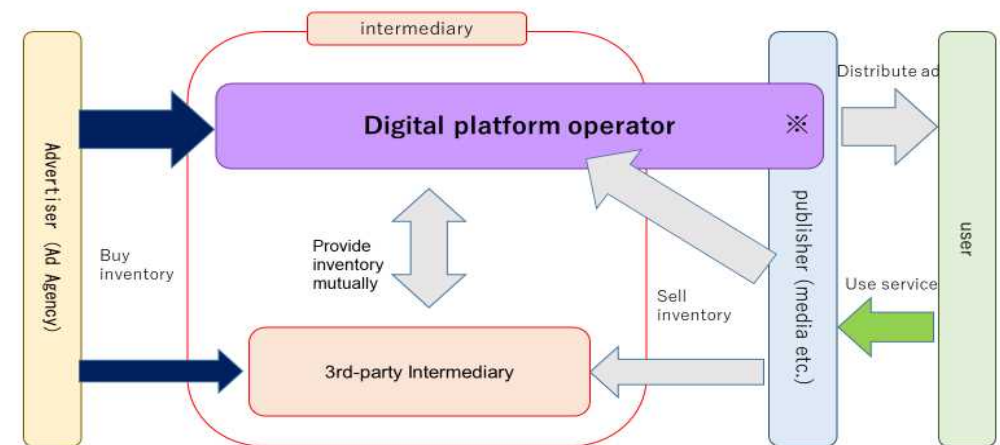 intermediary
Distribute ad
Digital platform operator ※
Advertiser (Ad Agency)
Buy
inventory
Provide
inventory
mutually
Sell
inventory
publisher (media etc.)
user
Use service
3rd-party Intermediary